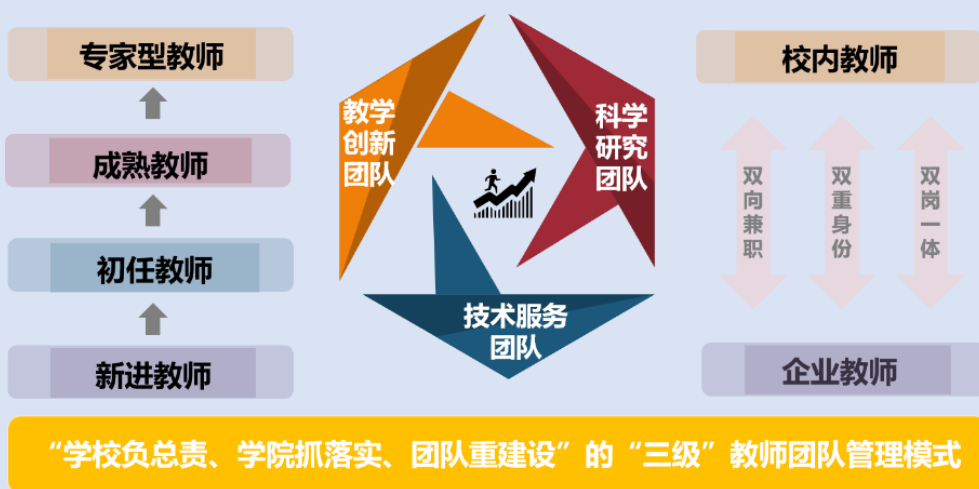 专家型教师
成熟教师
初任教师
新进教师
教学
创新
团队
科学
研究
团队
技术服务
团队
校内教师
双向兼职
双重身份
双岗一体
企业教师
“学校负总责、学院抓落实、团队重建设”的“三级”教师团队管理模式